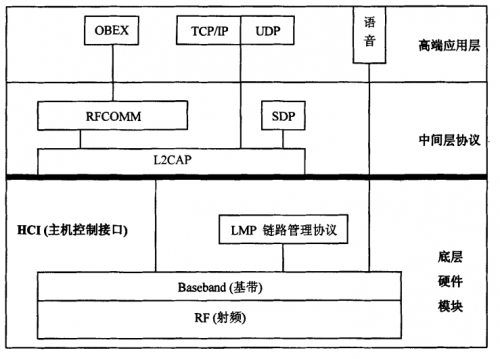 OBEX
TCP/IP
UDP
语音
高端应用层
RFCOMM
SDP
中间层协议
L2CAP
HCI (主机控制接口)
LMP 链路管理协议
底层
硬件
模块
Baseband (基带)
RF (射频)